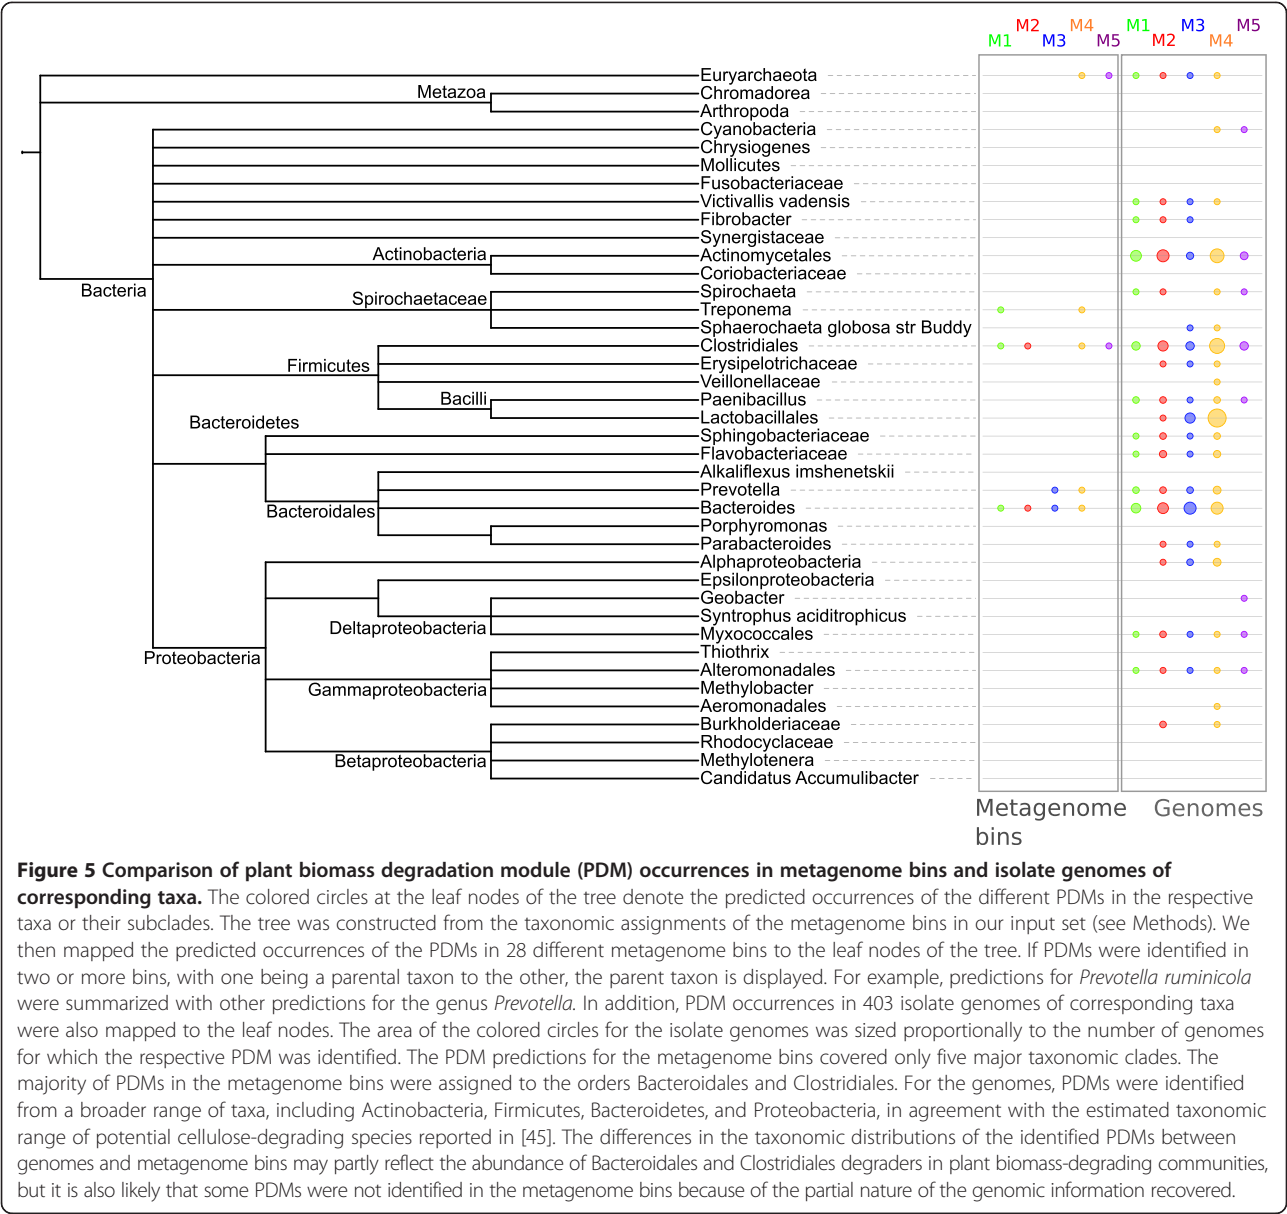 M2 M4 M1 M3 M5
M1 M3 M5 M2 M4
Euryarchaeota
Metazoa
Chromadorea
Arthropoda
Cyanobacteria
Chrysiogenes
Mollicutes
Fusobacteriaceae
Victivallis vadensis
Fibrobacter
Synergistaceae
Actinobacteria
Actinomycetales
Coriobacteriaceae
Bacteria
Spirochaetaceae
Spirochaeta
Treponema
Sphaerochaeta globosa str Buddy
Clostridiales
Firmicutes
Erysipelotrichaceae
Veillonellaceae
Bacilli
Paenibacillus
Lactobacillales
Bacteroidetes
Sphingobacteriaceae
Flavobacteriaceae
Alkaliflexus imshenetskii
Prevotella
Bacteroidales
Bacteroides
Porphyromonas
Parabacteroides
Alphaproteobacteria
Epsilonproteobacteria
Geobacter
Syntrophus aciditrophicus
Deltaproteobacteria
Myxococcales
Proteobacteria
Thiothrix
Alteromonadales
Gammaproteobacteria
Methylobacter
Aeromonadales
Burkholderiaceae
Rhodocyclaceae
Betaproteobacteria
Methylotenera
Candidatus Accumulibacter
Metagenome
bins
Genomes
Figure 5 Comparison of plant biomass degradation module (PDM) occurrences in metagenome bins and isolate genomes of
corresponding taxa. The colored circles at the leaf nodes of the tree denote the predicted occurrences of the different PDMs in the respective
taxa or their subclades. The tree was constructed from the taxonomic assignments of the metagenome bins in our input set (see Methods). We
then mapped the predicted occurrences of the PDMs in 28 different metagenome bins to the leaf nodes of the tree. If PDMs were identified in
two or more bins, with one being a parental taxon to the other, the parent taxon is displayed. For example, predictions for Prevotella ruminicola
were summarized with other predictions for the genus Prevotella. In addition, PDM occurrences in 403 isolate genomes of corresponding taxa
were also mapped to the leaf nodes. The area of the colored circles for the isolate genomes was sized proportionally to the number of genomes
for which the respective PDM was identified. The PDM predictions for the metagenome bins covered only five major taxonomic clades. The
majority of PDMs in the metagenome bins were assigned to the orders Bacteroidales and Clostridiales. For the genomes, PDMs were identified
from a broader range of taxa, including Actinobacteria, Firmicutes, Bacteroidetes, and Proteobacteria, in agreement with the estimated taxonomic
range of potential cellulose-degrading species reported in [45]. The differences in the taxonomic distributions of the identified PDMs between
genomes and metagenome bins may partly reflect the abundance of Bacteroidales and Clostridiales degraders in plant biomass-degrading communities,
but it is also likely that some PDMs were not identified in the metagenome bins because of the partial nature of the genomic information recovered.